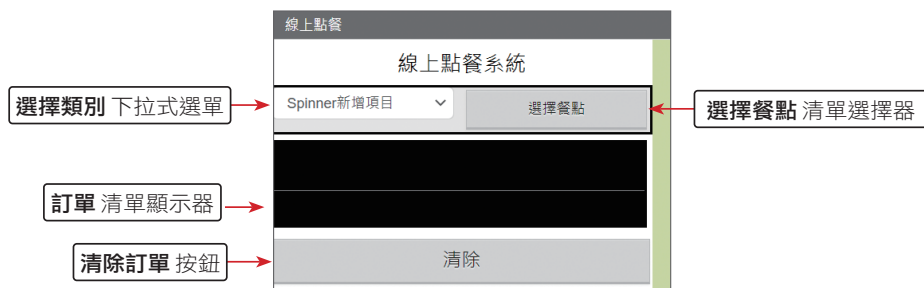 線上點餐
線上點餐系統
選擇類別 下拉式選單
Spinner新增項目
選擇餐點
選擇餐點 清單選擇器
訂單 清單顯示器
清除訂單 按鈕
清除